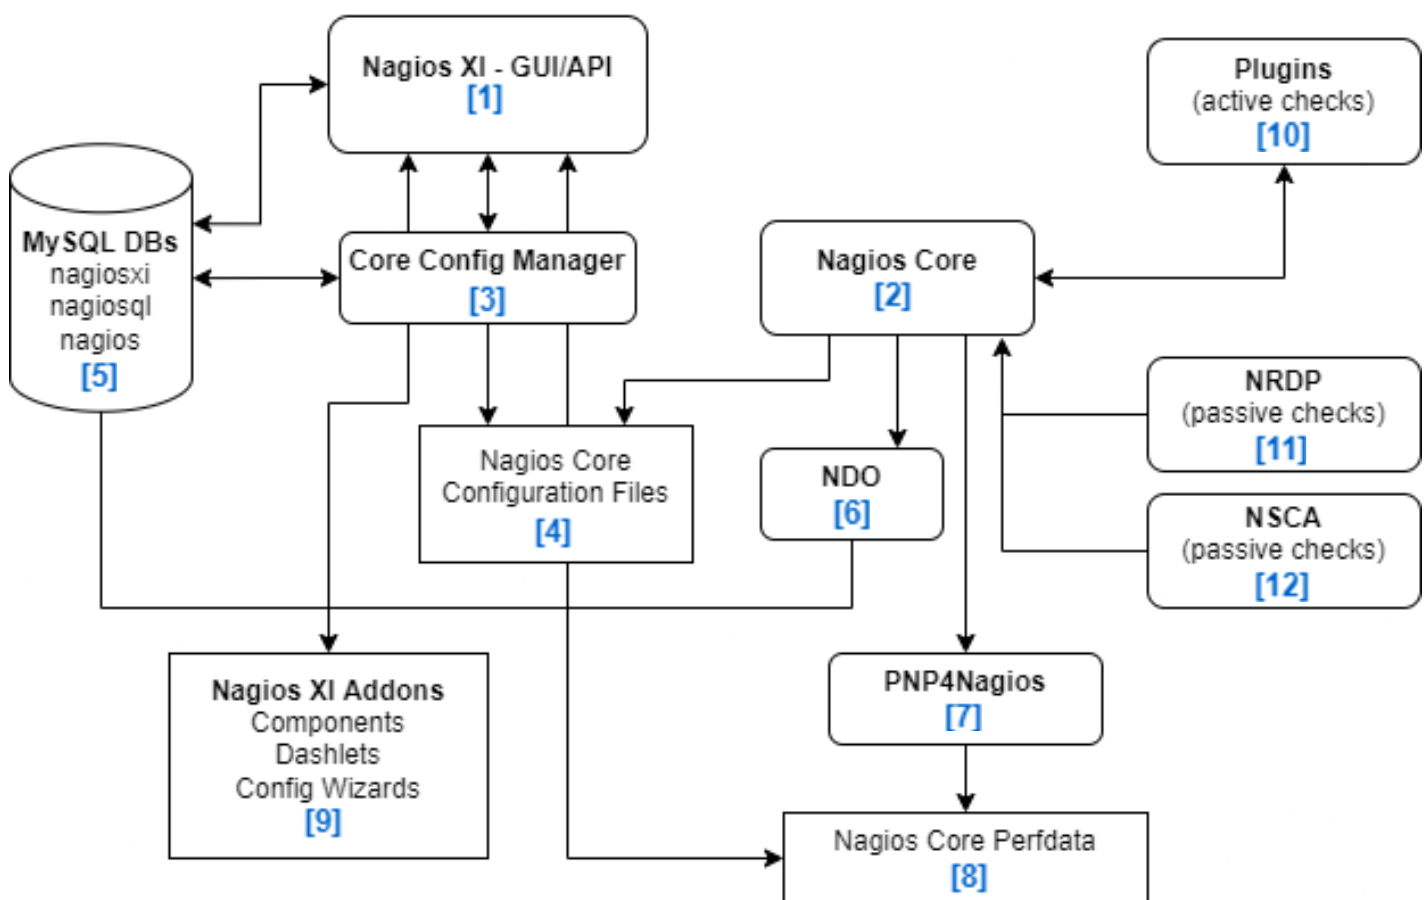 Nagios XI - GUI/API
[1]
Plugins
(active checks)
[10]
MySQL DBs
nagiosxi
nagiosql
nagios
[5]
Core Config Manager
[3]
Nagios Core
[2]
NRDP
(passive checks)
[11]
Nagios Core
Configuration Files
[4]
NDO
[6]
NSCA
(passive checks)
[12]
Nagios XI Addons
Components
Dashlets
Config Wizards
[9]
PNP4Nagios
[7]
Nagios Core Perfdata
[8]